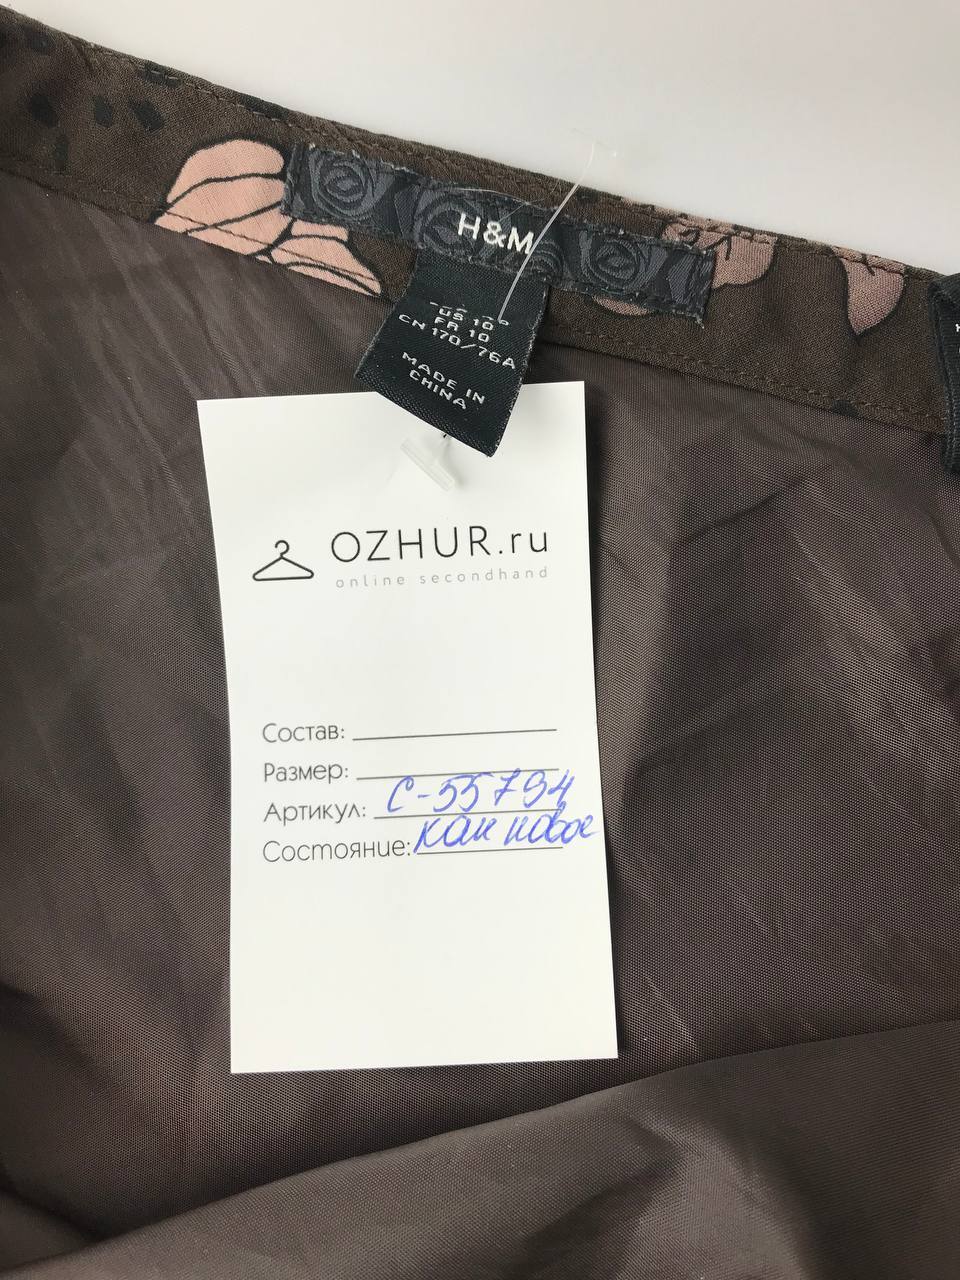 H&M
US 10
FR 10
CN 170/76A
MADE IN
CHINA
OZHUR.ru
online secondhand
Состав:
Размер:
Артикул: С-55794
Состояние: как новое